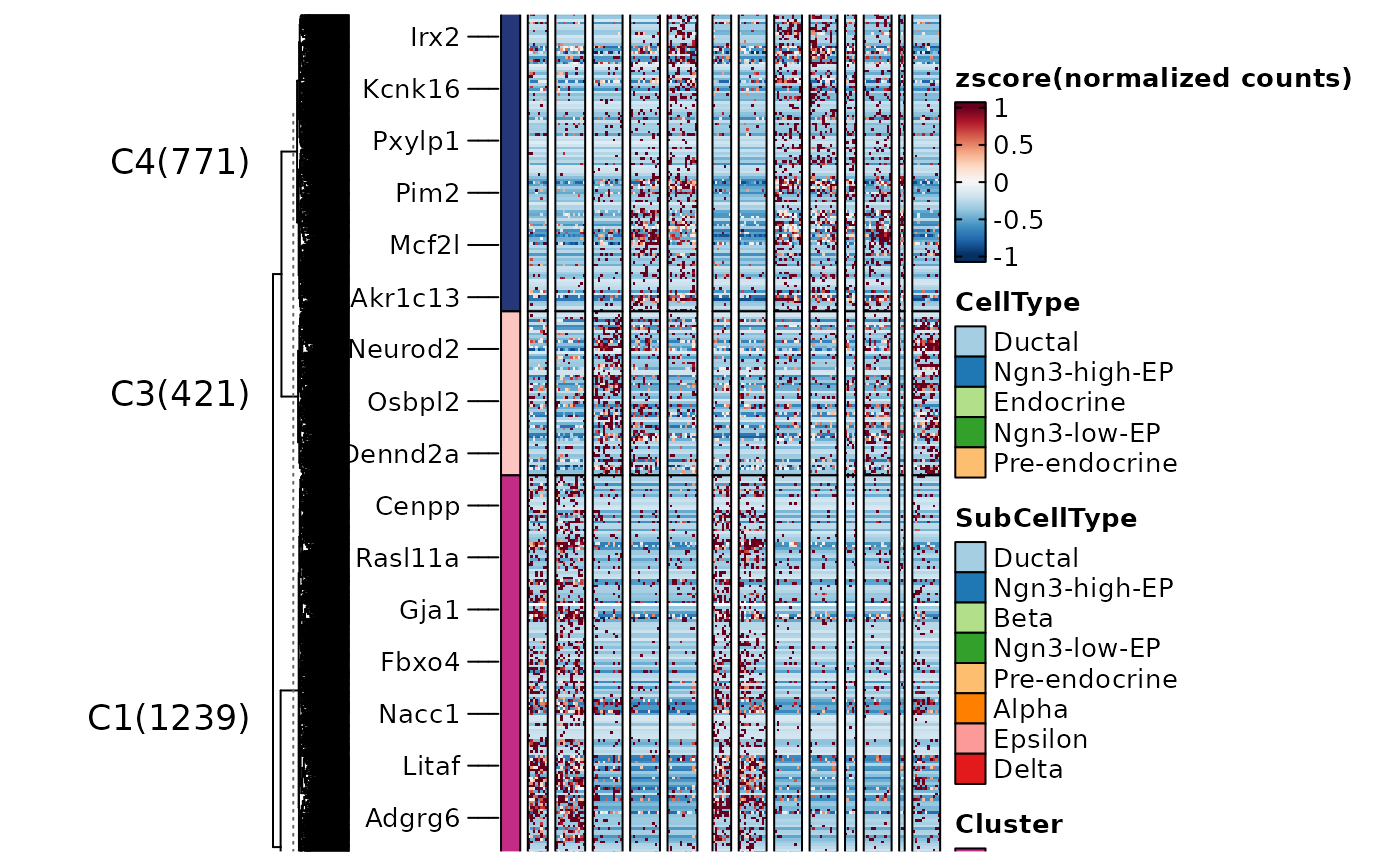 C4(771)
C3(421)
C1(1239)
Irx2
Kcnk16
Pxylp1
Pim2
Mcf2l
Akr1c13
Neurod2
Osbpl2
Dennd2a
Cenpp
Rasl11a
Gja1
Fbxo4
Nacc1
Litaf
Adgrg6
zscore(normalized counts)
1
0.5
0
-0.5
-1
CellType
Ductal
Ngn3-high-EP
Endocrine
Ngn3-low-EP
Pre-endocrine
SubCellType
Ductal
Ngn3-high-EP
Beta
Ngn3-low-EP
Pre-endocrine
Alpha
Epsilon
Delta
Cluster